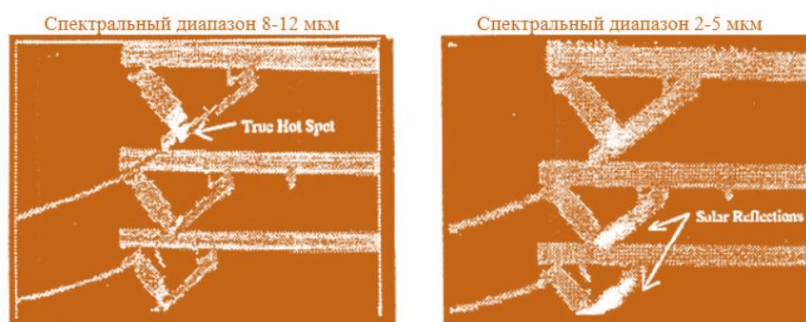 Спектральный диапазон 8-12 мкм
Спектральный диапазон 2-5 мкм
True Hot Spot
Solar Reflections